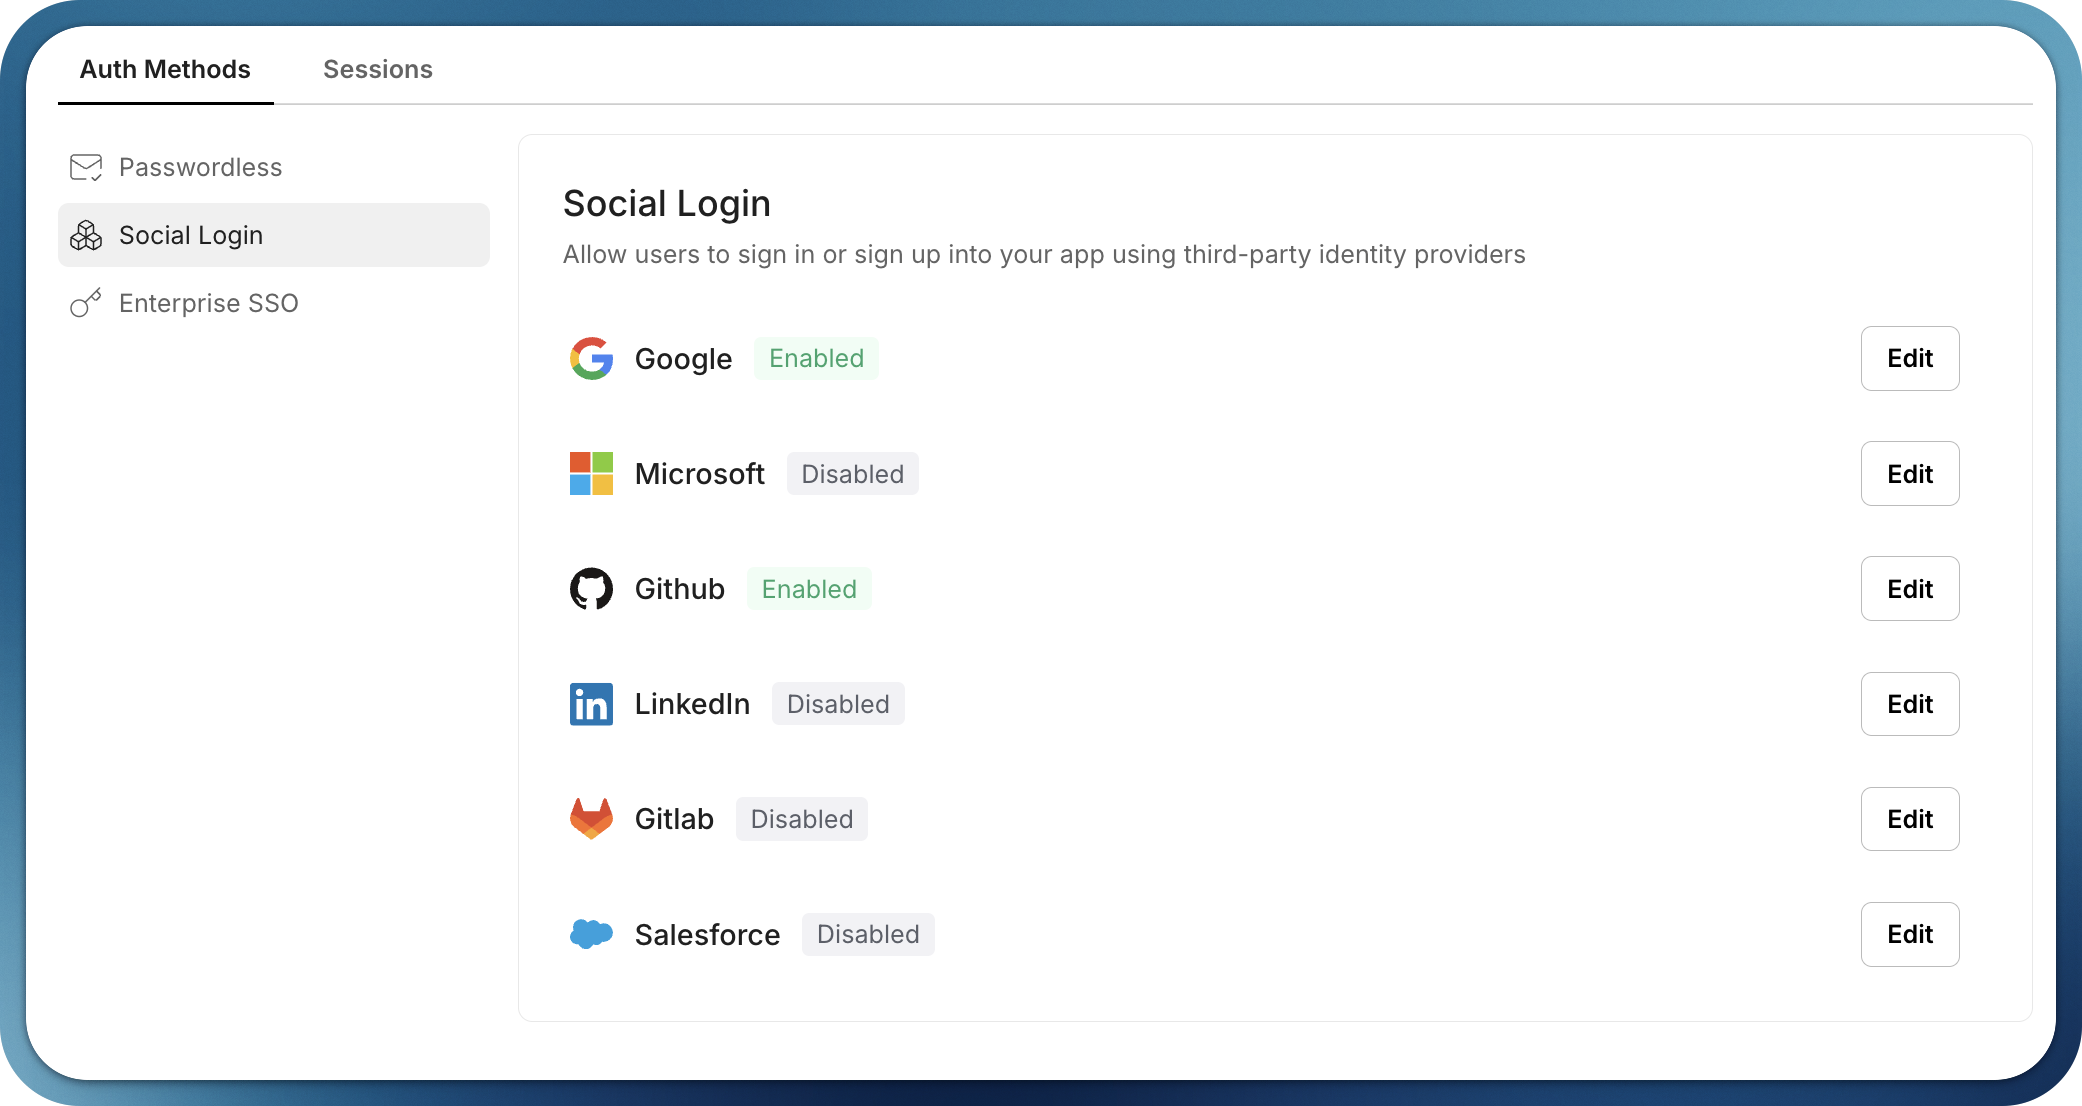 Auth Methods Sessions
Passwordless
Social Login
Enterprise SSO
Social Login
Allow users to sign in or sign up into your app using third-party identity providers
Google Enabled Edit
Microsoft Disabled Edit
Github Enabled Edit
in LinkedIn Disabled Edit
Gitlab Disabled Edit
Salesforce Disabled Edit